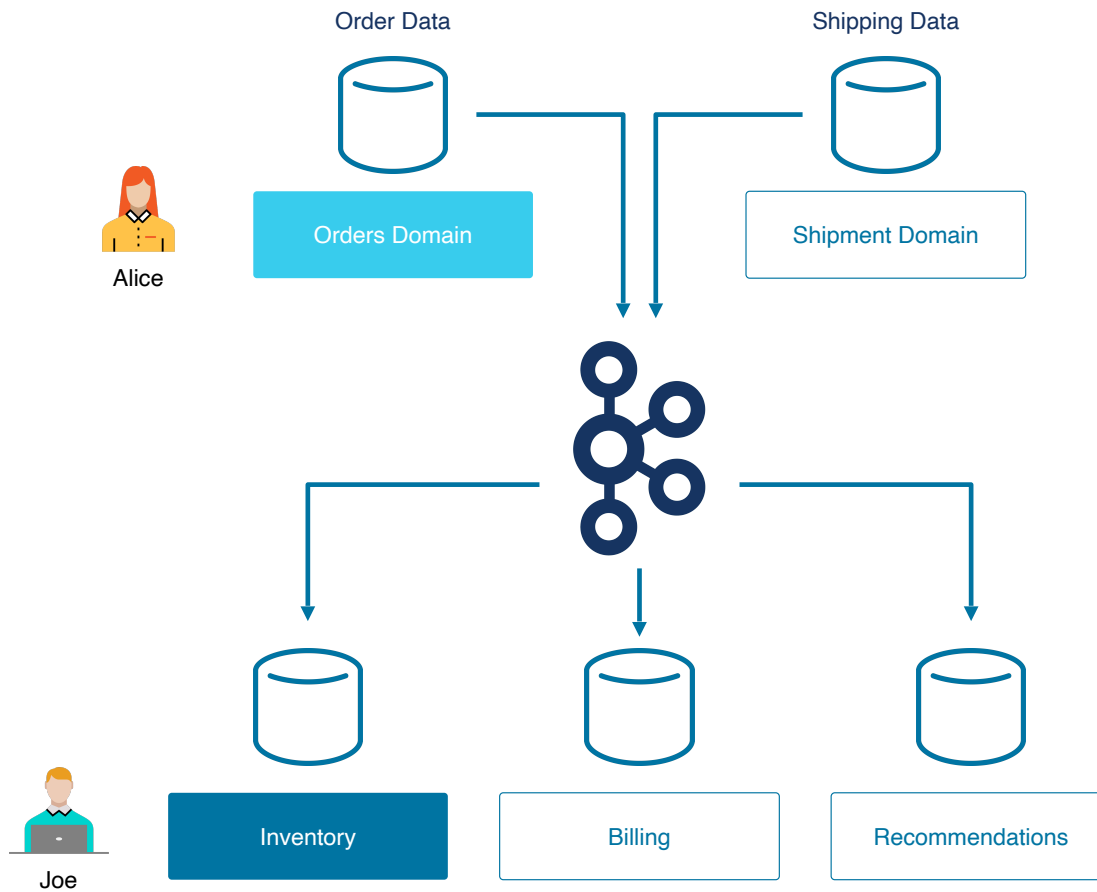 Order Data
Shipping Data
Orders Domain
Shipment Domain
Alice
Inventory
Billing
Recommendations
Joe